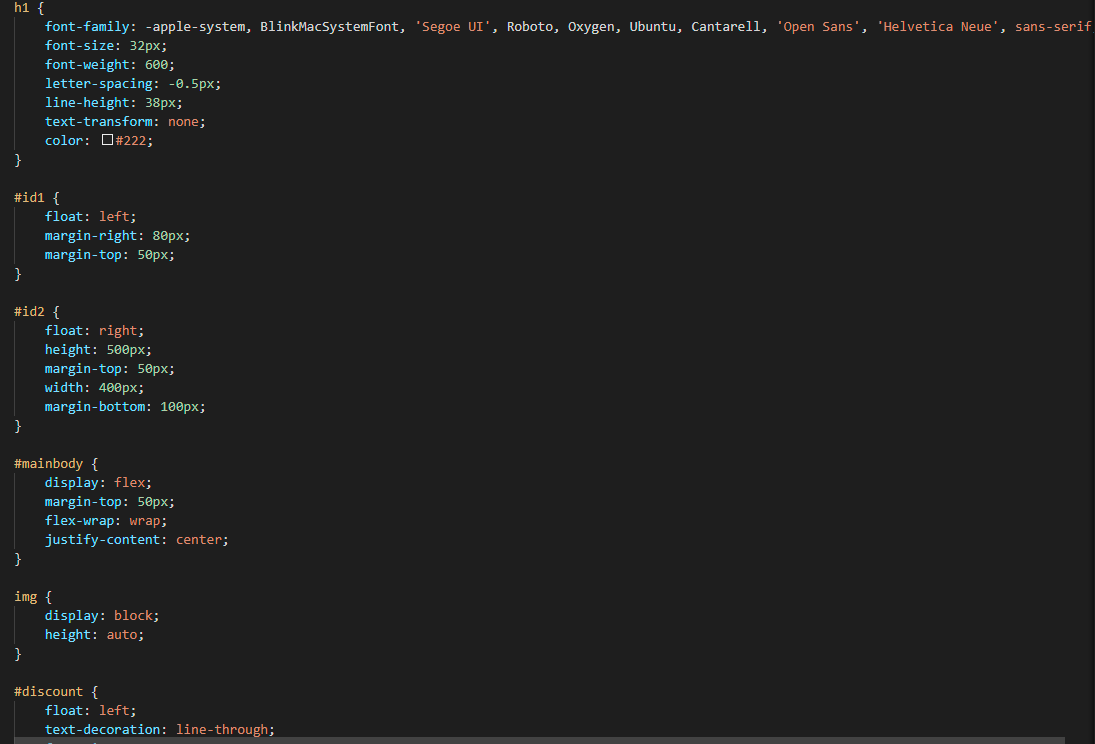 h1 {
    font-family: -apple-system, BlinkMacSystemFont, 'Segoe UI', Roboto, Oxygen, Ubuntu, Cantarell, 'Open Sans', 'Helvetica Neue', sans-serif
    font-size: 32px;
    font-weight: 600;
    letter-spacing: -0.5px;
    line-height: 38px;
    text-transform: none;
    color: #222;
}

#id1 {
    float: left;
    margin-right: 80px;
    margin-top: 50px;
}

#id2 {
    float: right;
    height: 500px;
    margin-top: 50px;
    width: 400px;
    margin-bottom: 100px;
}

#mainbody {
    display: flex;
    margin-top: 50px;
    flex-wrap: wrap;
    justify-content: center;
}

img {
    display: block;
    height: auto;
}

#discount {
    float: left;
    text-decoration: line-through;